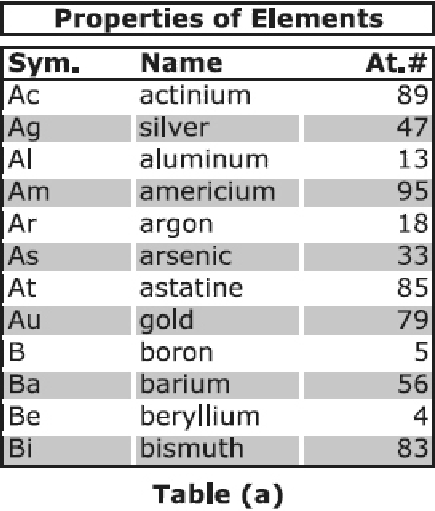 Properties of Elements
Sym. Name At.#
Ac actinium 89
Ag silver 47
Al aluminum 13
Am americium 95
Ar argon 18
As arsenic 33
At astatine 85
Au gold 79
B boron 5
Ba barium 56
Be beryllium 4
Bi bismuth 83
Table (a)